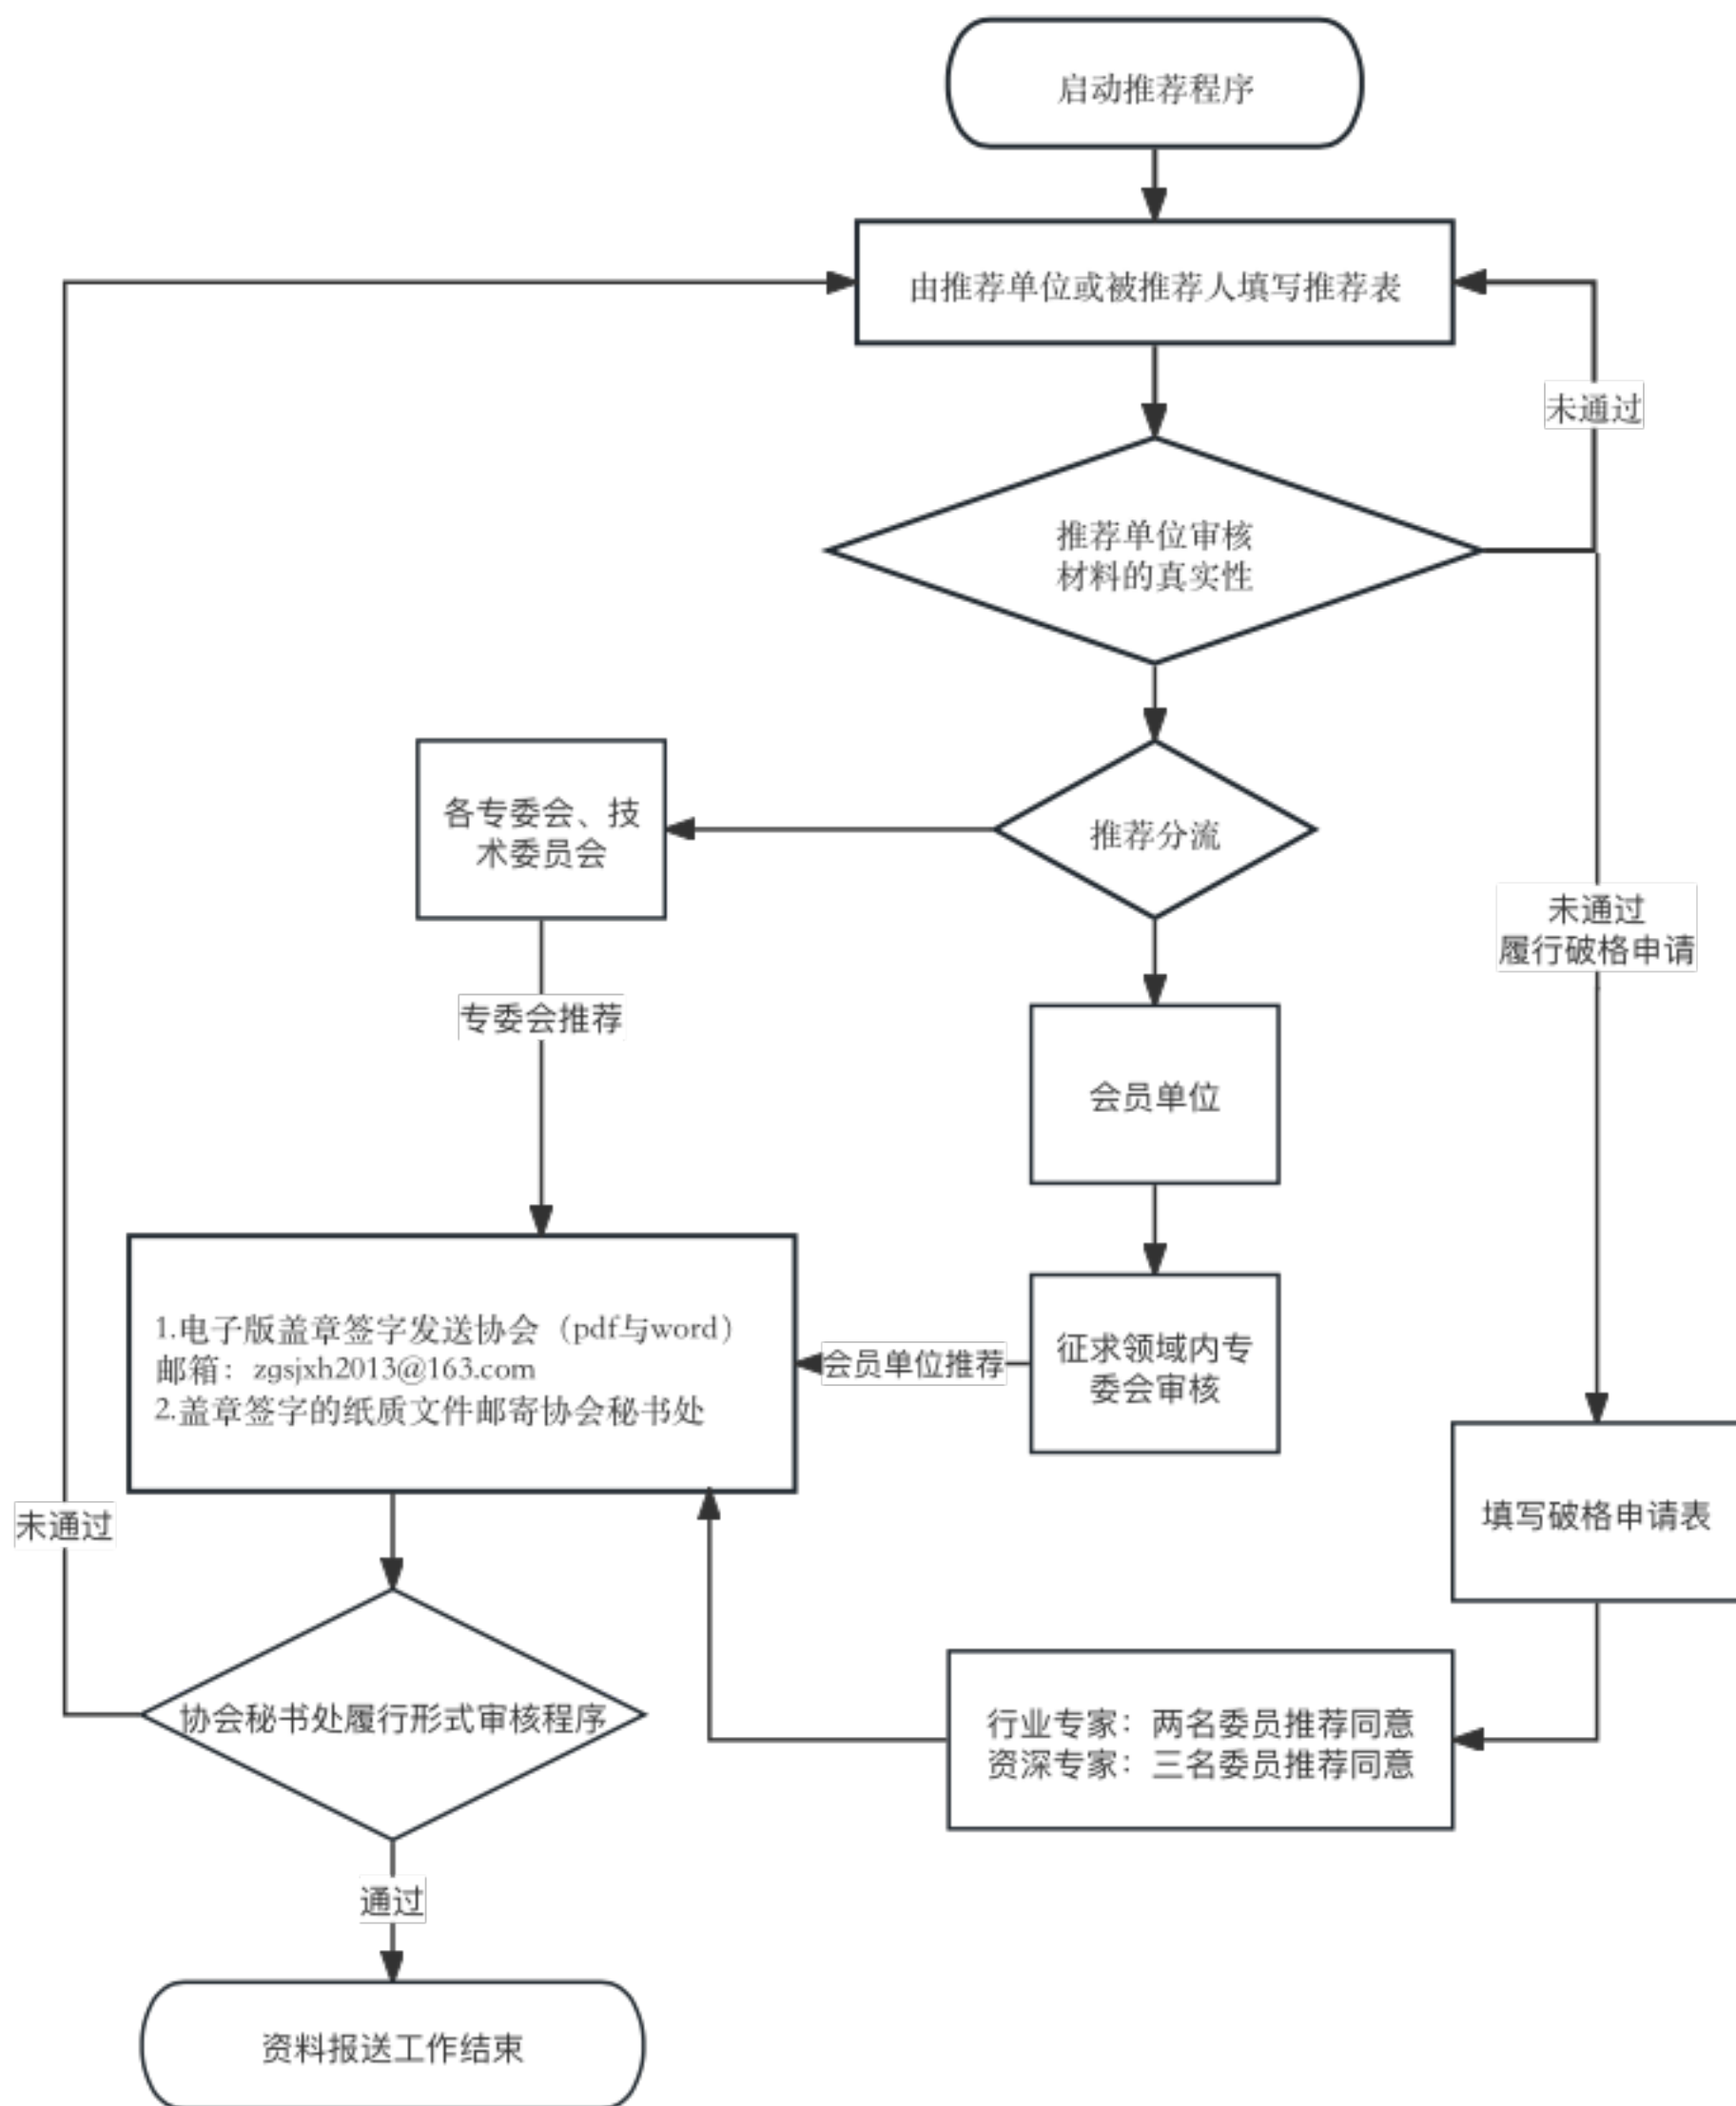 启动推荐程序
由推荐单位或被推荐人填写推荐表
未通过
推荐单位审核
材料的真实性
各专委会、技
术委员会
推荐分流
未通过
履行破格申请
专委会推荐
会员单位
1.电子版盖章签字发送协会（pdf与word）
邮箱：zgsjxh2013@163.com
2.盖章签字的纸质文件邮寄协会秘书处
会员单位推荐
征求领域内专
委会审核
未通过
填写破格申请表
协会秘书处履行形式审核程序
行业专家：两名委员推荐同意
资深专家：三名委员推荐同意
通过
资料报送工作结束